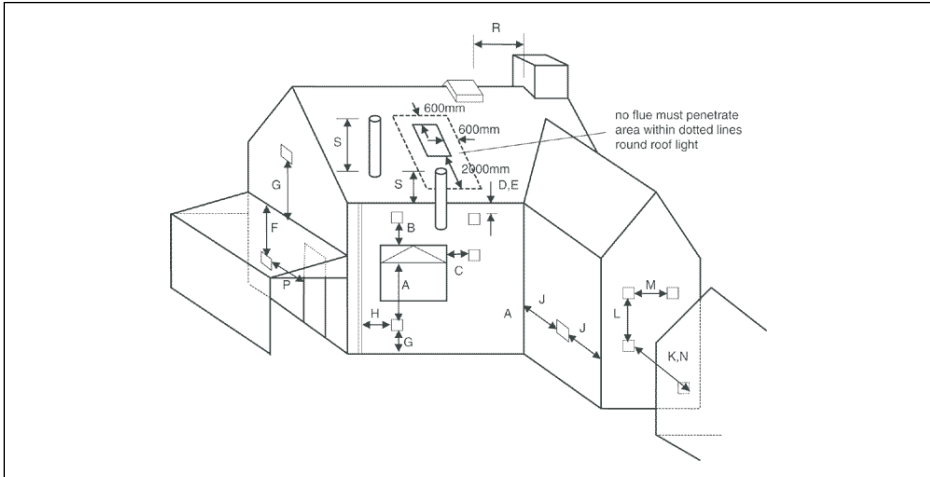 R
600mm
no flue must penetrate
area within dotted lines
round roof light
600mm
S
2000mm
S
D,E
G
F
B
C
P
A
H
G
A
J
J
M
L
K,N